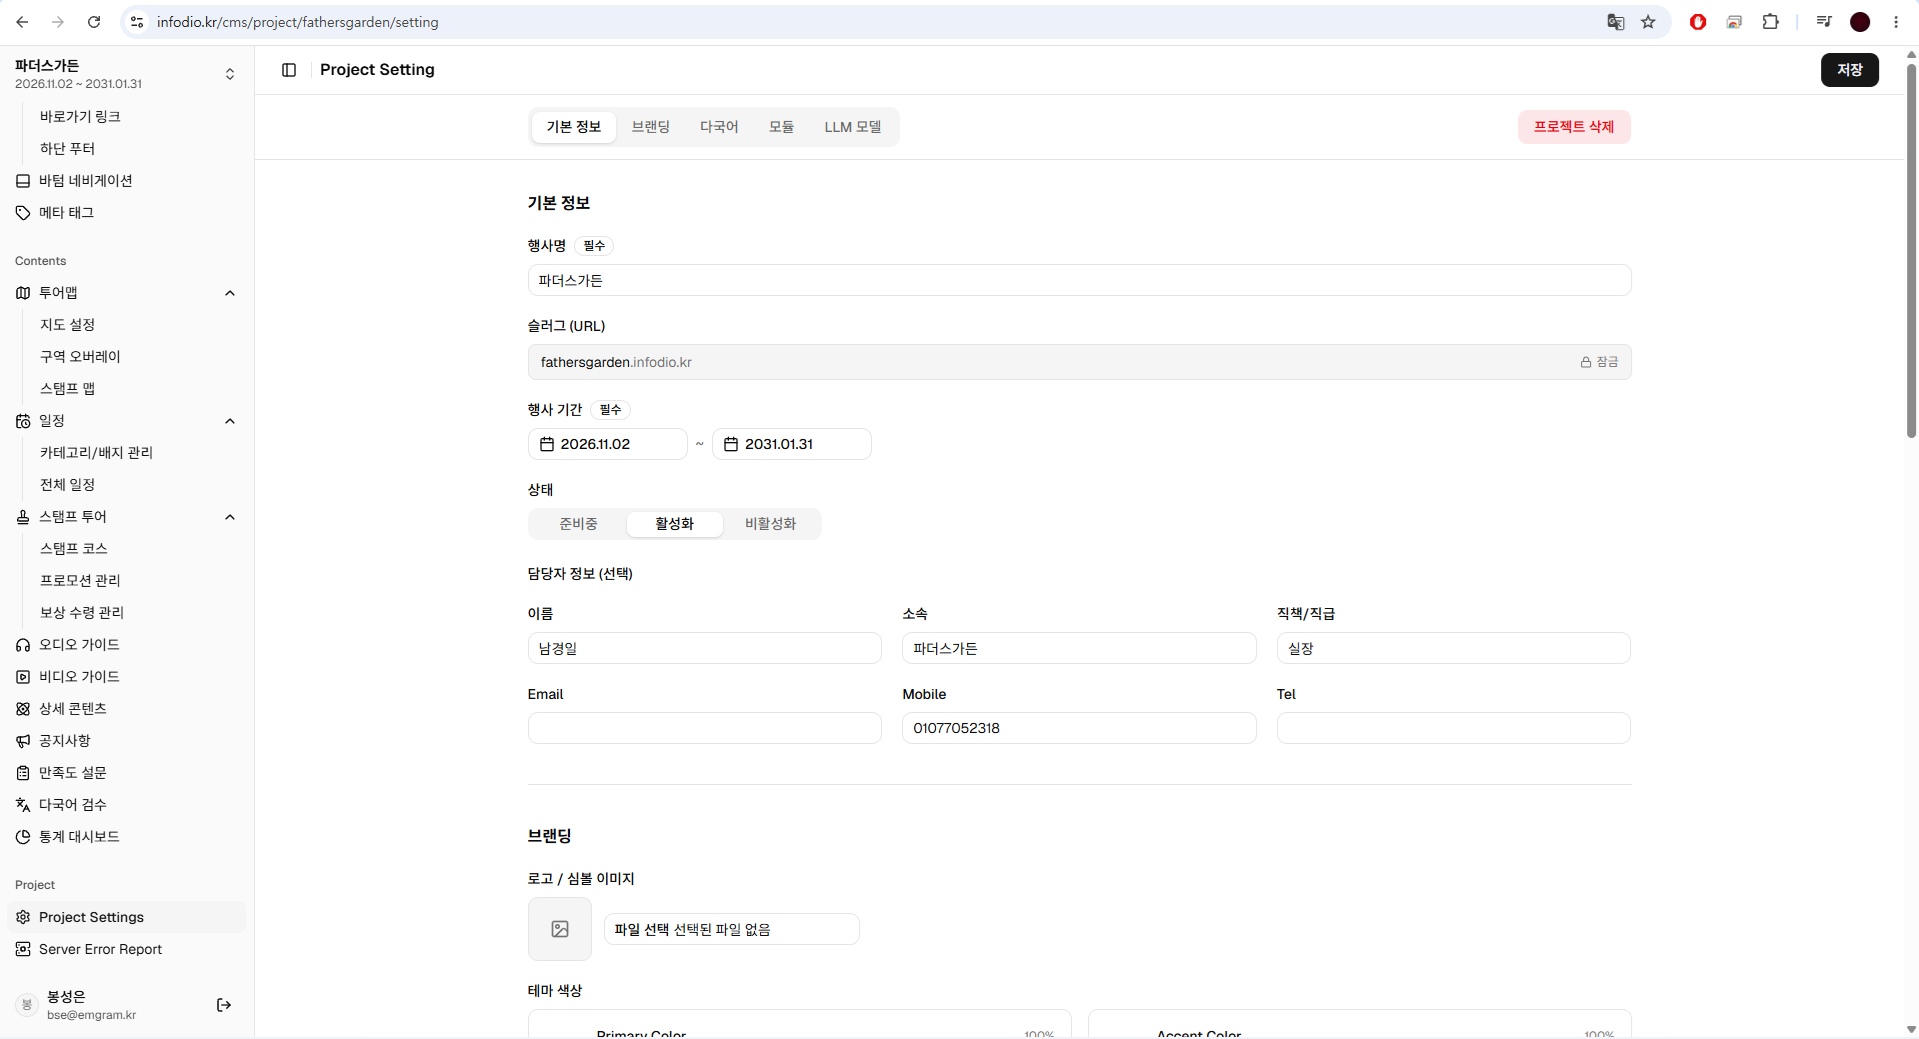 infodio.kr/cms/project/fathersgarden/setting
파더스가든
2026.11.02 ~ 2031.01.31
바로가기 링크
하단 푸터
바텀 네비게이션
메타 태그
Contents
투어맵
지도 설정
구역 오버레이
스탬프 맵
일정
카테고리/배지 관리
전체 일정
스탬프 투어
스탬프 코스
프로모션 관리
보상 수령 관리
오디오 가이드
비디오 가이드
상세 콘텐츠
공지사항
만족도 설문
다국어 검수
통계 대시보드
Project
Project Settings
Server Error Report
봉
봉성은
bse@emgram.kr
Project Setting
저장
기본 정보 브랜딩 다국어 모듈 LLM 모델
프로젝트 삭제
기본 정보
행사명 필수
파더스가든
슬러그 (URL)
fathersgarden.infodio.kr 잠금
행사 기간 필수
2026.11.02 ~ 2031.01.31
상태
준비중 활성화 비활성화
담당자 정보 (선택)
이름 소속 직책/직급
남경일 파더스가든 실장
Email Mobile Tel
01077052318
브랜딩
로고 / 심볼 이미지
파일 선택 선택된 파일 없음
테마 색상
Primary Color 100% Accent Color 100%